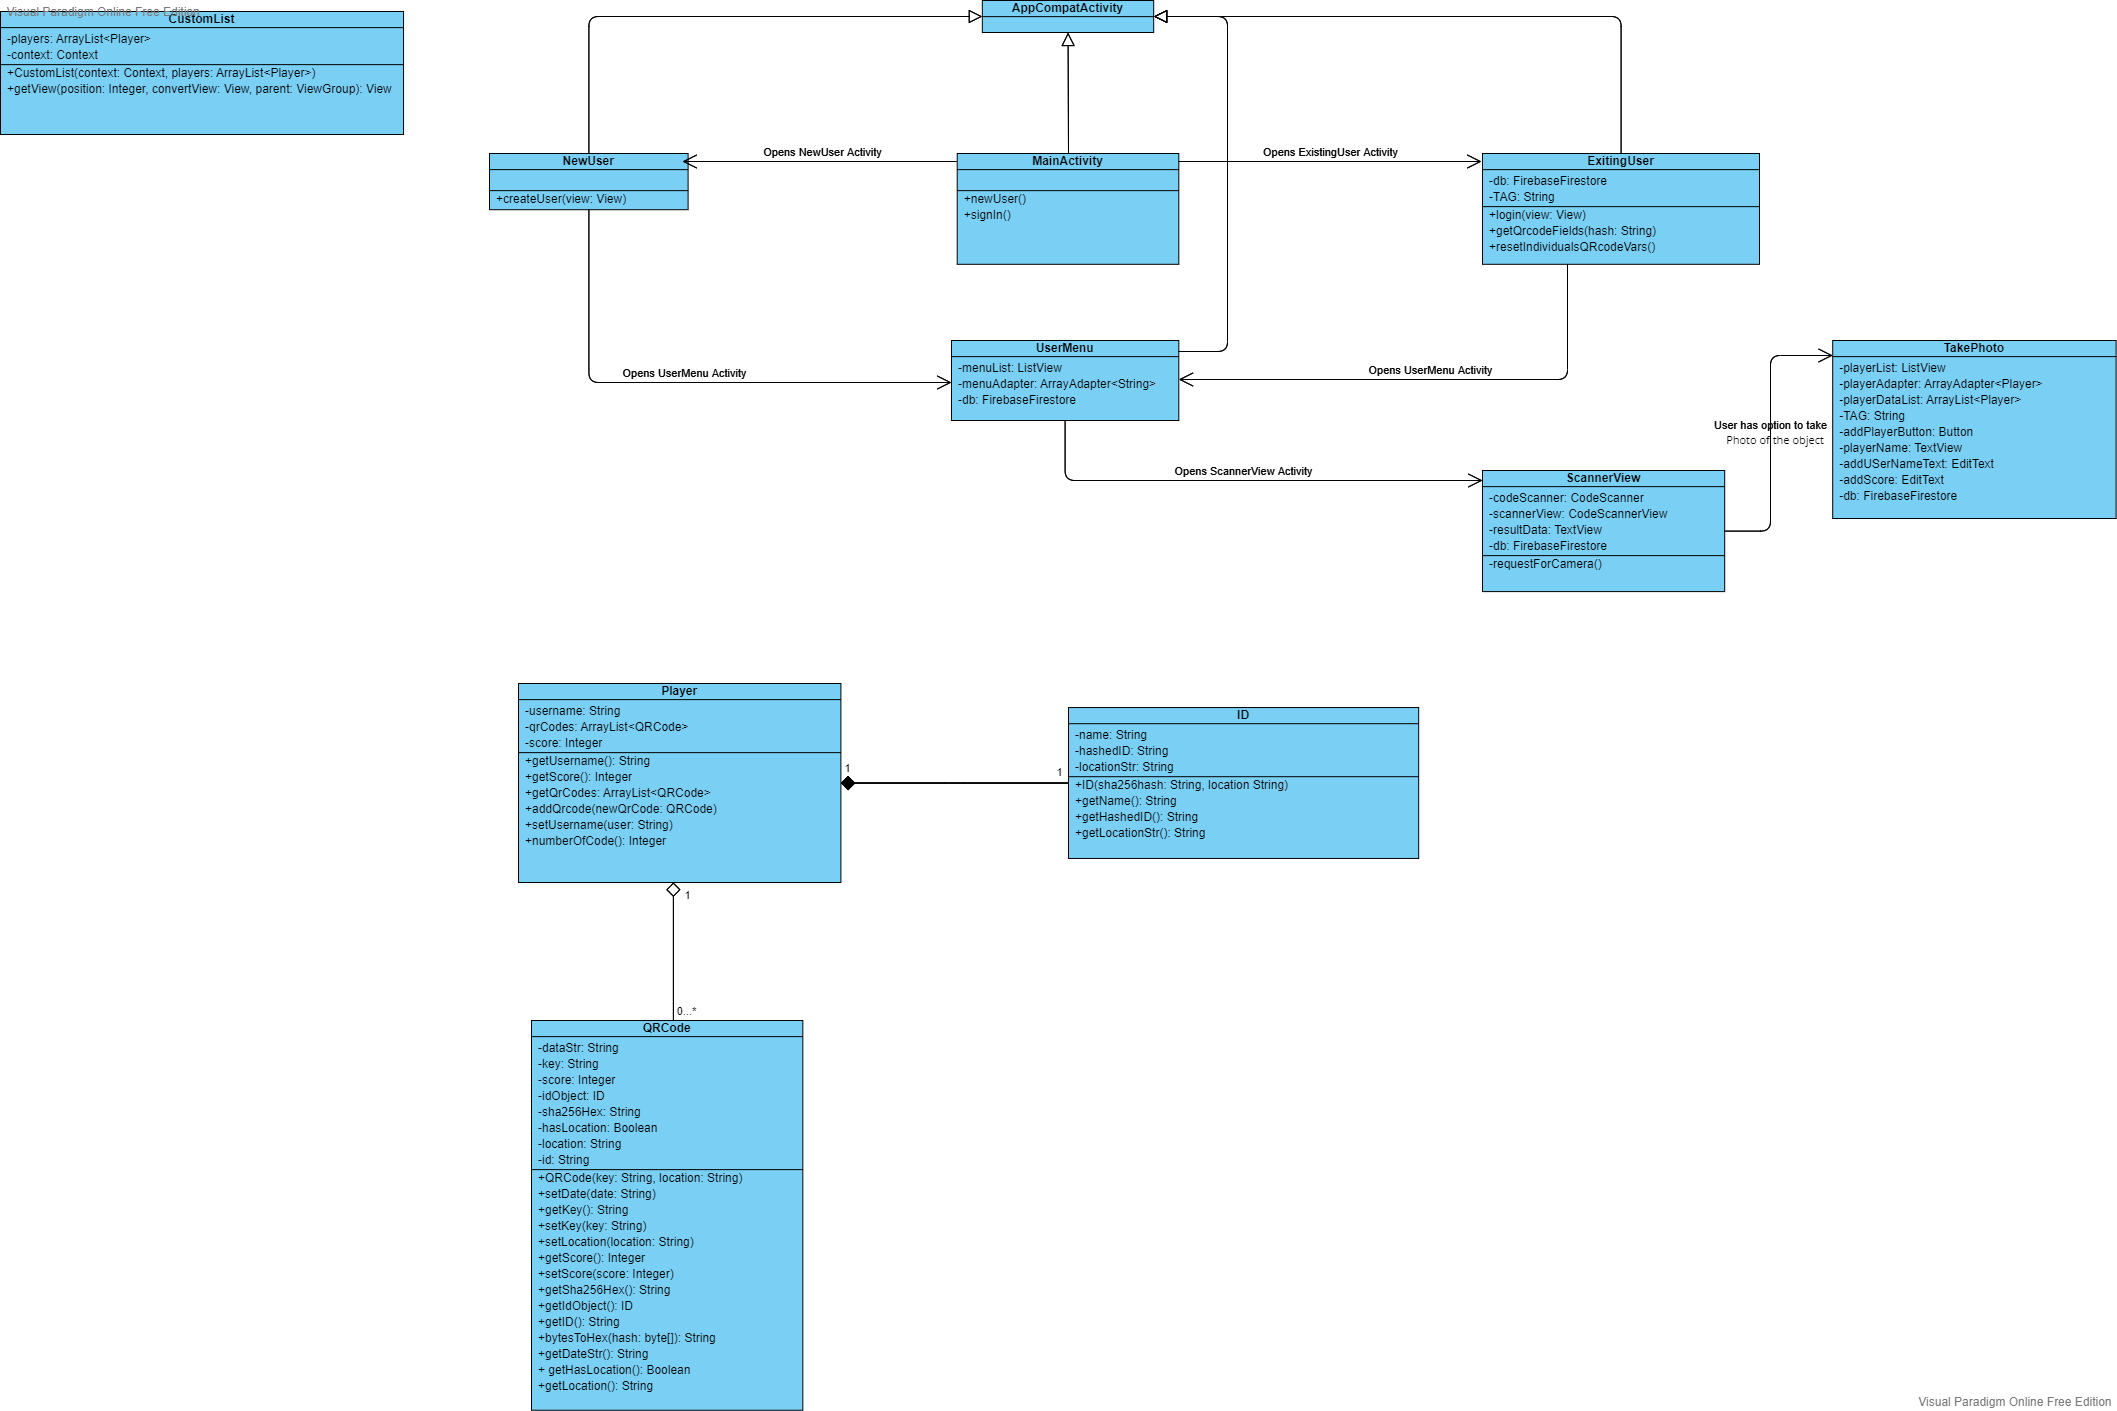 Visual Paradigm Online Free Edition
CustomList
-players: ArrayList<Player>
-context: Context
+CustomList(context: Context, players: ArrayList<Player>)
+getView(position: Integer, convertView: View, parent: ViewGroup): View
AppCompatActivity
NewUser
+createUser(view: View)
Opens NewUser Activity
MainActivity
+newUser()
+signIn()
Opens ExistingUser Activity
ExitingUser
-db: FirebaseFirestore
-TAG: String
+login(view: View)
+getQrcodeFields(hash: String)
+resetIndividualsQRcodeVars()
Opens UserMenu Activity
UserMenu
-menuList: ListView
-menuAdapter: ArrayAdapter<String>
-db: FirebaseFirestore
Opens UserMenu Activity
Opens ScannerView Activity
ScannerView
-codeScanner: CodeScanner
-scannerView: CodeScannerView
-resultData: TextView
-db: FirebaseFirestore
-requestForCamera()
User has option to take
Photo of the object
TakePhoto
-playerList: ListView
-playerAdapter: ArrayAdapter<Player>
-playerDataList: ArrayList<Player>
-TAG: String
-addPlayerButton: Button
-playerName: TextView
-addUSerNameText: EditText
-addScore: EditText
-db: FirebaseFirestore
Player
-username: String
-qrCodes: ArrayList<QRCode>
-score: Integer
+getUsername(): String
+getScore(): Integer
+getQrCodes: ArrayList<QRCode>
+addQrcode(newQrCode: QRCode)
+setUsername(user: String)
+numberOfCode(): Integer
1
1
ID
-name: String
-hashedID: String
-locationStr: String
+ID(sha256hash: String, location String)
+getName(): String
+getHashedID(): String
+getLocationStr(): String
1
0...*
QRCode
-dataStr: String
-key: String
-score: Integer
-idObject: ID
-sha256Hex: String
-hasLocation: Boolean
-location: String
-id: String
+QRCode(key: String, location: String)
+setDate(date: String)
+getKey(): String
+setKey(key: String)
+setLocation(location: String)
+getScore(): Integer
+setScore(score: Integer)
+getSha256Hex(): String
+getIdObject(): ID
+getID(): String
+bytesToHex(hash: byte[]): String
+getDateStr(): String
+ getHasLocation(): Boolean
+getLocation(): String
Visual Paradigm Online Free Edition